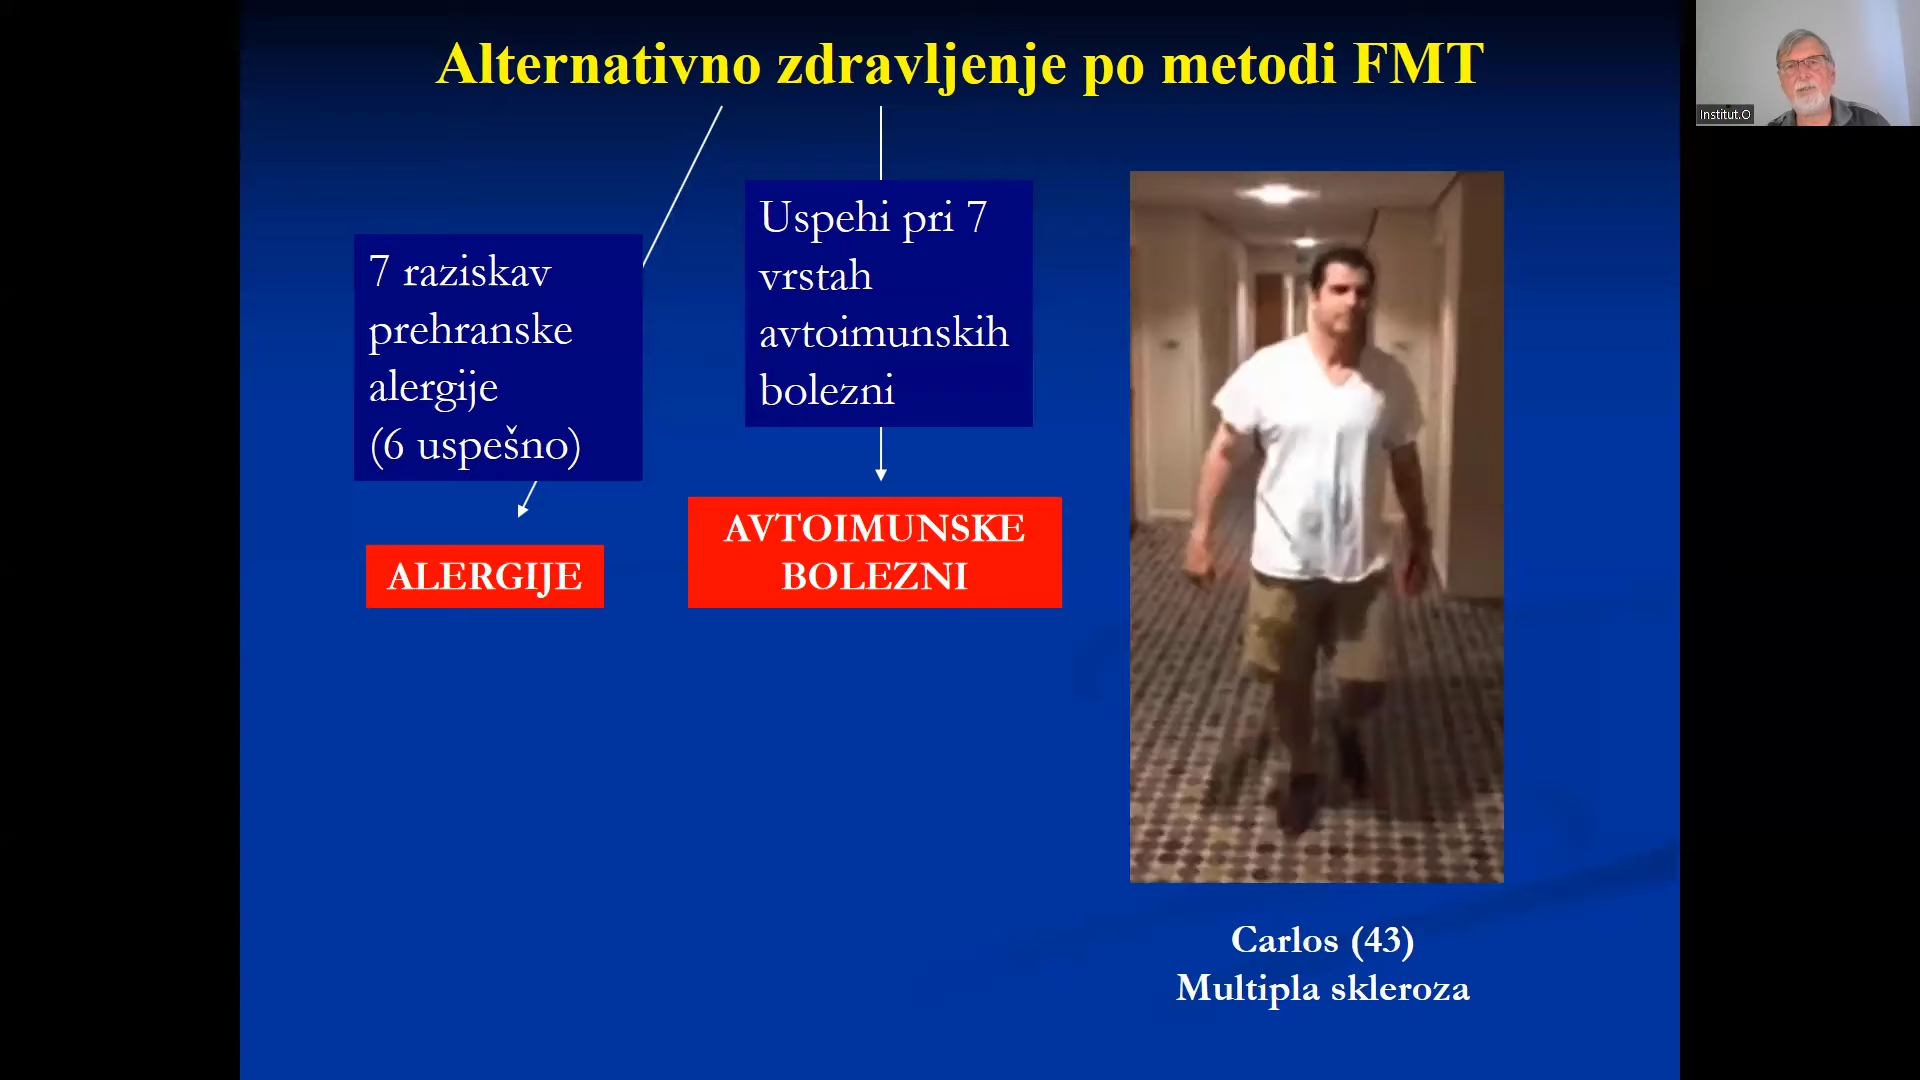 Alternativno zdravljenje po metodi FMT
Institut.O
7 raziskav
prehranske
alergije
(6 uspešno)
Uspehi pri 7
vrstah
avtoimunskih
bolezni
ALERGIJE
AVTOIMUNSKE
BOLEZNI
Carlos (43)
Multipla skleroza